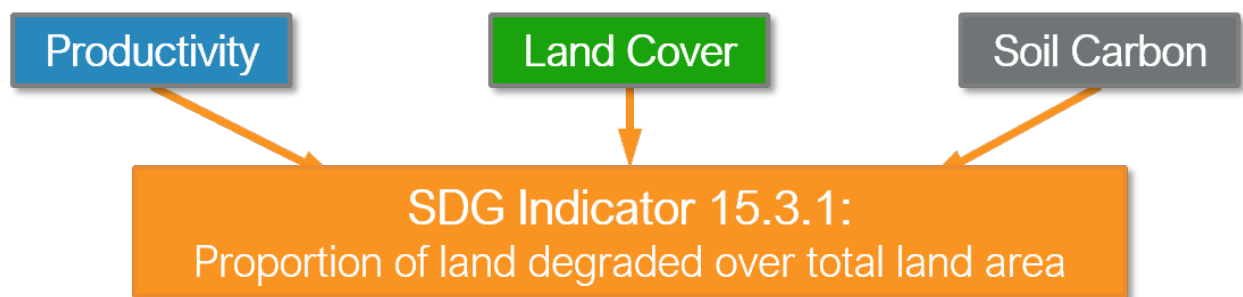 Productivity
Land Cover
Soil Carbon
SDG Indicator 15.3.1:
Proportion of land degraded over total land area